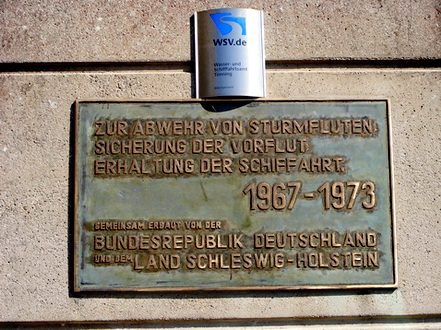 WSV.de
Wasser- und
Schifffahrtsamt
Tönning
ZUR ABWEHR VON STURMFLUTEN
SICHERUNG DER VORFLUT
ERHALTUNG DER SCHIFFAHRT.
1967-1973
GEMEINSAM ERBAUT VON DER
BUNDESREPUBLIK DEUTSCHLAND
UND DEM LAND SCHLESWIG-HOLSTEIN